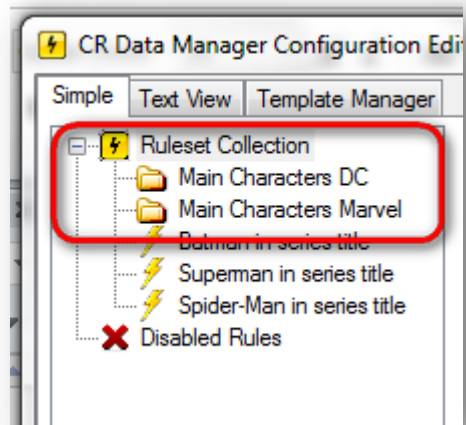 CR Data Manager Configuration Edi
Simple Text View Template Manager
Ruleset Collection
Main Characters DC
Main Characters Marvel
Batman in series title
Superman in series title
Spider-Man in series title
Disabled Rules